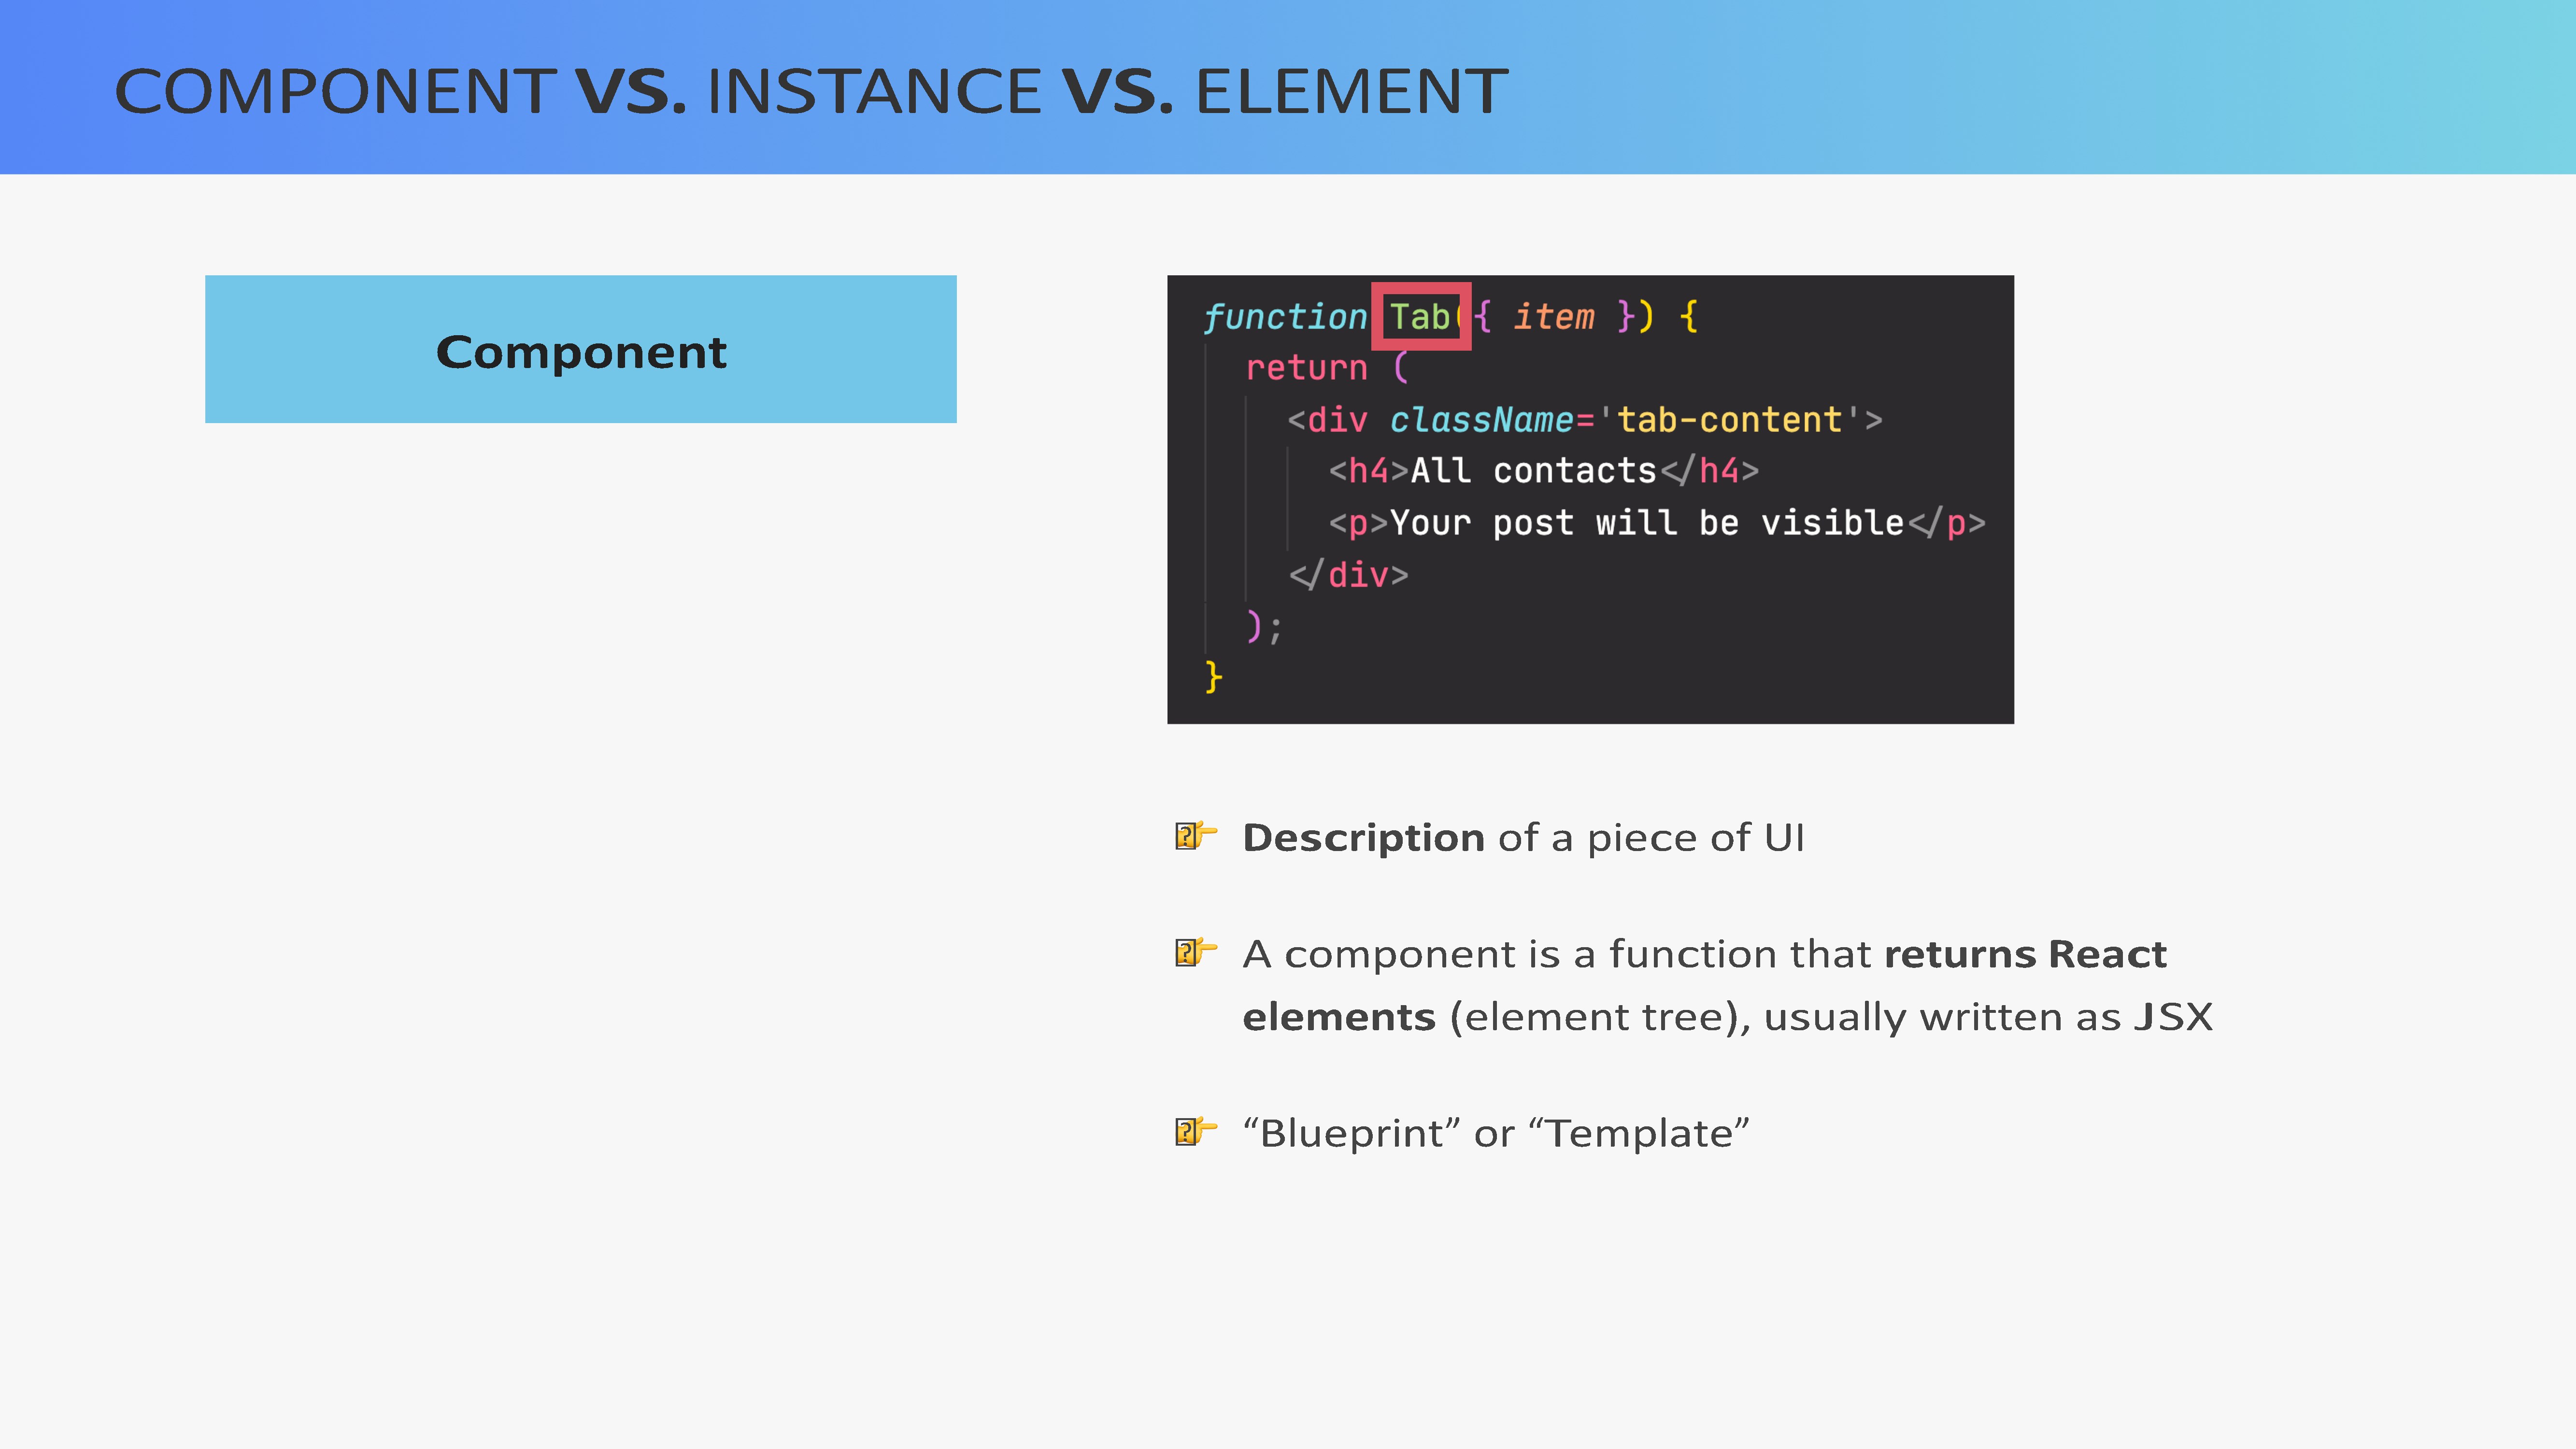 COMPONENT VS. INSTANCE VS. ELEMENT
Component
function Tab({ item }) {
return (
<div className='tab-content'>
<h4>All contacts</h4>
<p>Your post will be visible</p>
</div>
);
}
👉 Description of a piece of UI
👉 A component is a function that returns React
elements (element tree), usually written as JSX
👉 “Blueprint” or “Template”